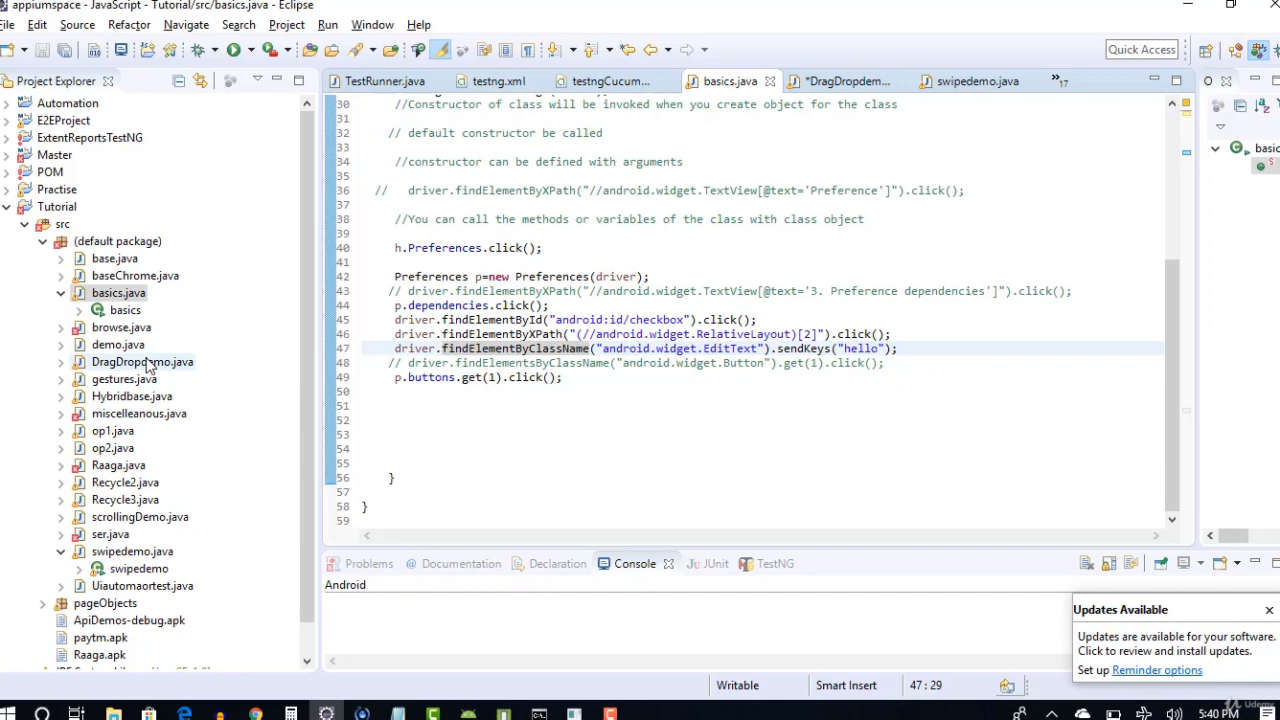 appiumspace - JavaScript - Tutorial/src/basics.java - Eclipse
File Edit Source Refactor Navigate Search Project Run Window Help
Quick Access
Project Explorer
TestRunner.java testng.xml testngCucum... basics.java *DragDropdem... swipedemo.java 17
Automation
E2EProject
ExtentReportsTestNG
Master
POM
Practise
Tutorial
src
(default package)
base.java
baseChrome.java
basics.java
basics
browse.java
demo.java
DragDropdemo.java
gestures.java
Hybridbase.java
miscelleanous.java
op1.java
op2.java
Raaga.java
Recycle2.java
Recycle3.java
scrollingDemo.java
ser.java
swipedemo.java
swipedemo
Uiautomaortest.java
pageObjects
ApiDemos-debug.apk
paytm.apk
Raaga.apk
30 //Constructor of class will be invoked when you create object for the class
31
32 // default constructor be called
33
34 //constructor can be defined with arguments
35
36 // driver.findElementByXPath("//android.widget.TextView[@text='Preference']").click();
37
38 //You can call the methods or variables of the class with class object
39
40 h.Preferences.click();
41
42 Preferences p=new Preferences(driver);
43 // driver.findElementByXPath("//android.widget.TextView[@text='3. Preference dependencies']").click();
44 p.dependencies.click();
45 driver.findElementById("android:id/checkbox").click();
46 driver.findElementByXPath("(//android.widget.RelativeLayout)[2]").click();
47 driver.findElementByClassName("android.widget.EditText").sendKeys("hello");
48 // driver.findElementsByClassName("android.widget.Button").get(1).click();
49 p.buttons.get(1).click();
50
51
52
53
54
55
56 }
57
58 }
59
O
basic
S
Problems Documentation Declaration Console JUnit TestNG
Android
Updates Available
Updates are available for your software.
Click to review and install updates.
Set up Reminder options
Writable Smart Insert 47 : 29
Udemy
5:40 PM